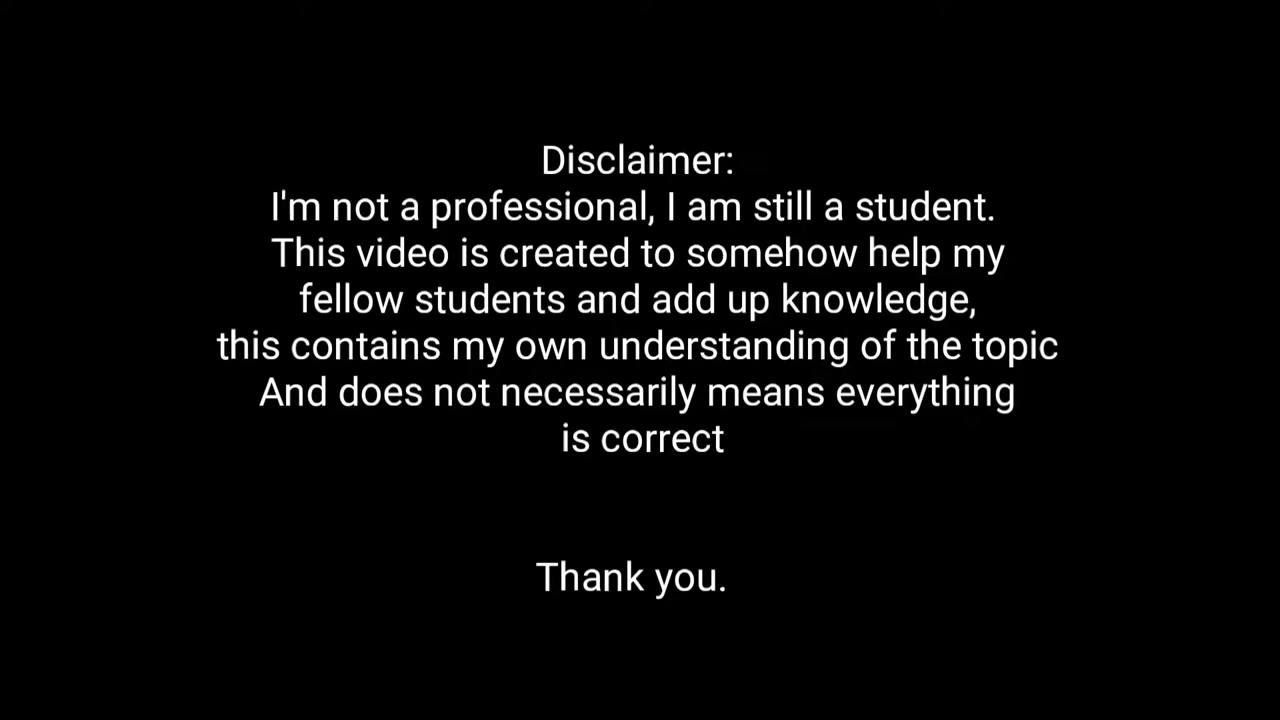 Disclaimer:
I'm not a professional, I am still a student.
This video is created to somehow help my
fellow students and add up knowledge,
this contains my own understanding of the topic
And does not necessarily means everything
is correct
Thank you.